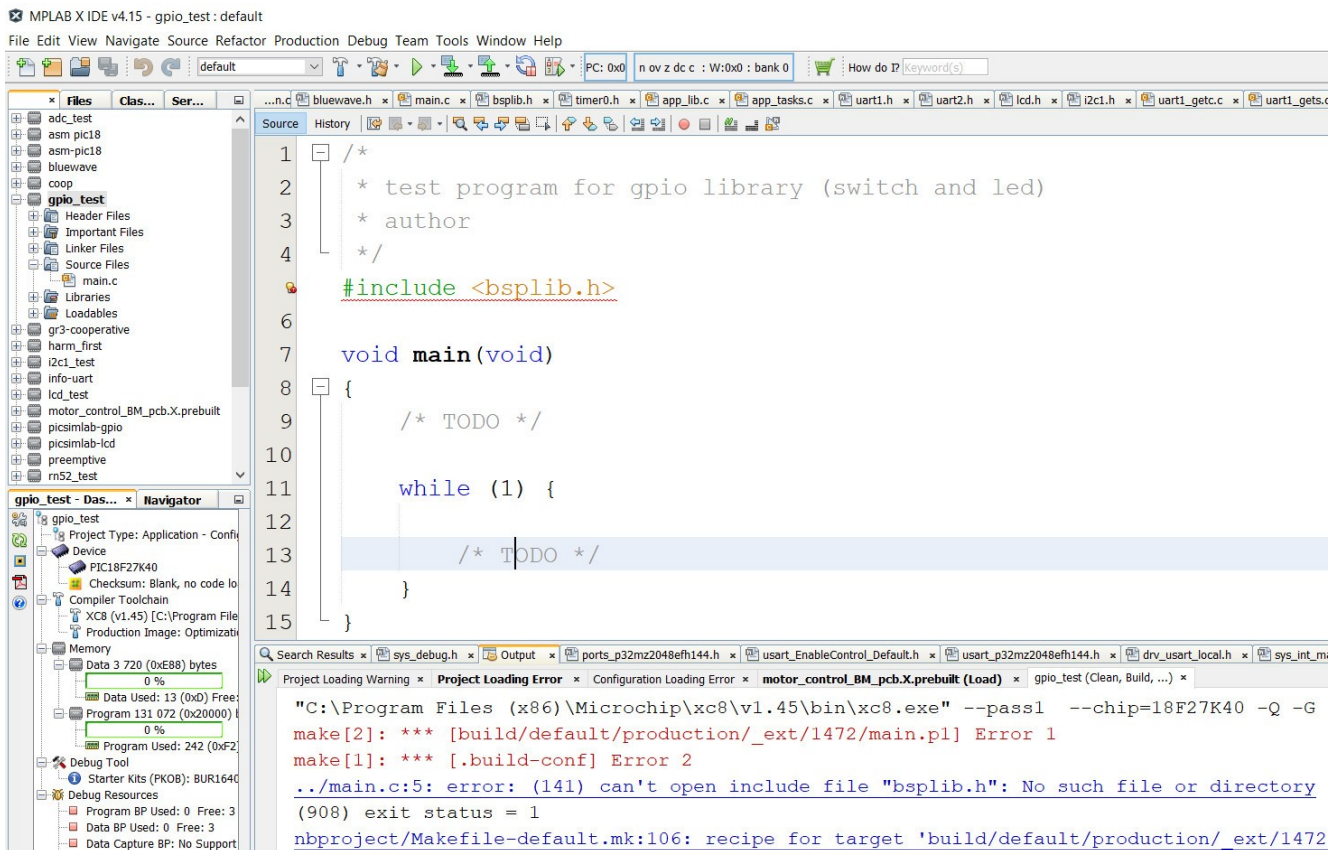 MPLAB X IDE v4.15 - gpio_test : default
File Edit View Navigate Source Refactor Production Debug Team Tools Window Help
default PC: 0x0 n ov z dc c : W:0x0 : bank 0 How do I? Keyword(s)
Files Clas... Ser...
...n.c bluewave.h main.c bsplib.h timer0.h app_lib.c app_tasks.c uart1.h uart2.h lcd.h i2c1.h uart1_getc.c uart1_gets.c
adc_test
asm pic18
asm-pic18
bluewave
coop
gpio_test
Header Files
Important Files
Linker Files
Source Files
main.c
Libraries
Loadables
gr3-cooperative
harm_first
i2c1_test
info-uart
lcd_test
motor_control_BM_pcb.X.prebuilt
picsimlab-gpio
picsimlab-lcd
preemptive
rn52_test
Source History
1 /*
2 * test program for gpio library (switch and led)
3 * author
4 */
#include <bsplib.h>
6
7 void main(void)
8 {
9 /* TODO */
10
11 while (1) {
12
13 /* TODO */
14 }
15 }
gpio_test - Das... Navigator
gpio_test
Project Type: Application - Config
Device
PIC18F27K40
Checksum: Blank, no code lo
Compiler Toolchain
XC8 (v1.45) [C:\Program File
Production Image: Optimizati
Memory
Data 3 720 (0xE88) bytes
0 %
Data Used: 13 (0xD) Free:
Program 131 072 (0x20000) b
0 %
Program Used: 242 (0xF2)
Debug Tool
Starter Kits (PKOB): BUR1640
Debug Resources
Program BP Used: 0 Free: 3
Data BP Used: 0 Free: 3
Data Capture BP: No Support
Search Results sys_debug.h Output ports_p32mz2048efh144.h usart_EnableControl_Default.h usart_p32mz2048efh144.h drv_usart_local.h sys_int_ma
Project Loading Warning Project Loading Error Configuration Loading Error motor_control_BM_pcb.X.prebuilt (Load) gpio_test (Clean, Build, ...)
"C:\Program Files (x86)\Microchip\xc8\v1.45\bin\xc8.exe" --pass1 --chip=18F27K40 -Q -G
make[2]: *** [build/default/production/_ext/1472/main.p1] Error 1
make[1]: *** [.build-conf] Error 2
../main.c:5: error: (141) can't open include file "bsplib.h": No such file or directory
(908) exit status = 1
nbproject/Makefile-default.mk:106: recipe for target 'build/default/production/_ext/1472